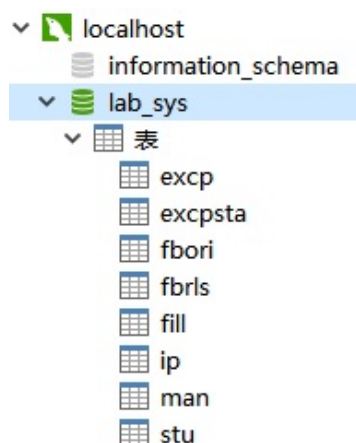 localhost
information_schema
lab_sys
表
excp
excpsta
fbori
fbrls
fill
ip
man
stu